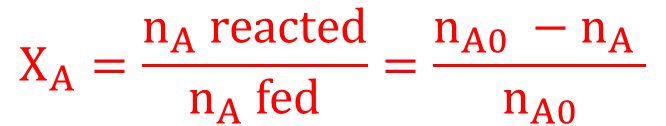 X_A = n_A reacted / n_A fed = n_A0 − n_A / n_A0